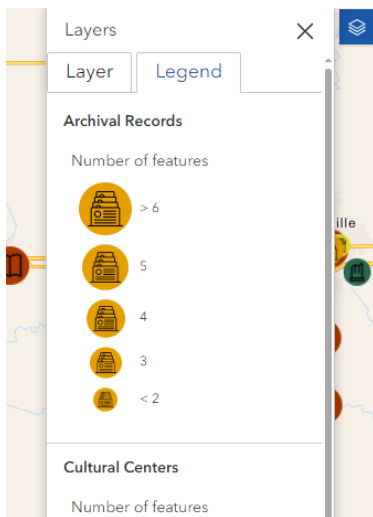 Layers
Layer
Legend
Archival Records
Number of features
> 6
ille
5
4
3
< 2
Cultural Centers
Number of features